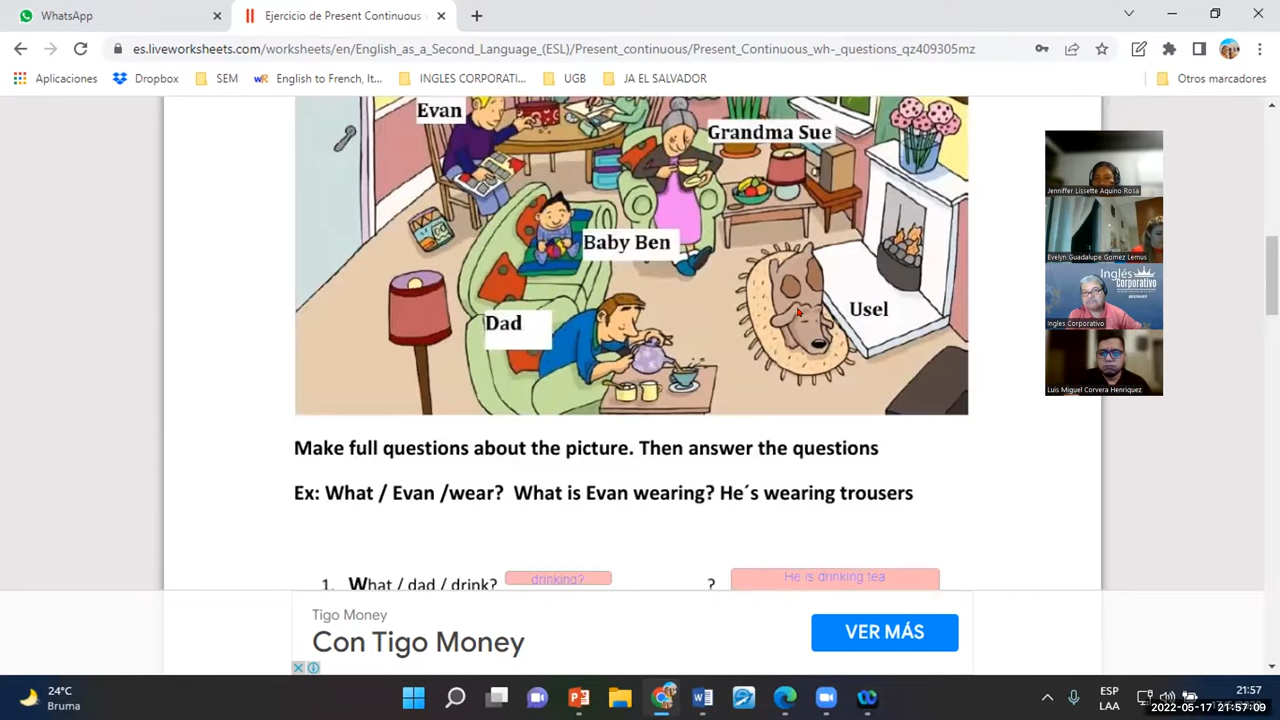 WhatsApp
Ejercicio de Present Continuous
es.liveworksheets.com/worksheets/en/English_as_a_Second_Language_(ESL)/Present_continuous/Present_Continuous_wh-_questions_qz409305mz
Aplicaciones Dropbox SEM English to French, It... INGLES CORPORATI... UGB JA EL SALVADOR Otros marcadores
Evan
Grandma Sue
Baby Ben
Usel
Dad
Jenniffer Lissette Aquino Rosa
Evelyn Guadalupe Gomez Lemus
Inglés
Corporativo
Ingles Corporativo
Luis Miguel Corvera Henriquez
Make full questions about the picture. Then answer the questions
Ex: What / Evan /wear? What is Evan wearing? He´s wearing trousers
1. What / dad / drink? drinking? ? He is drinking tea
Tigo Money
Con Tigo Money
VER MÁS
24°C
Bruma
ESP
LAA
21:57
2022-05-17 21:57:09